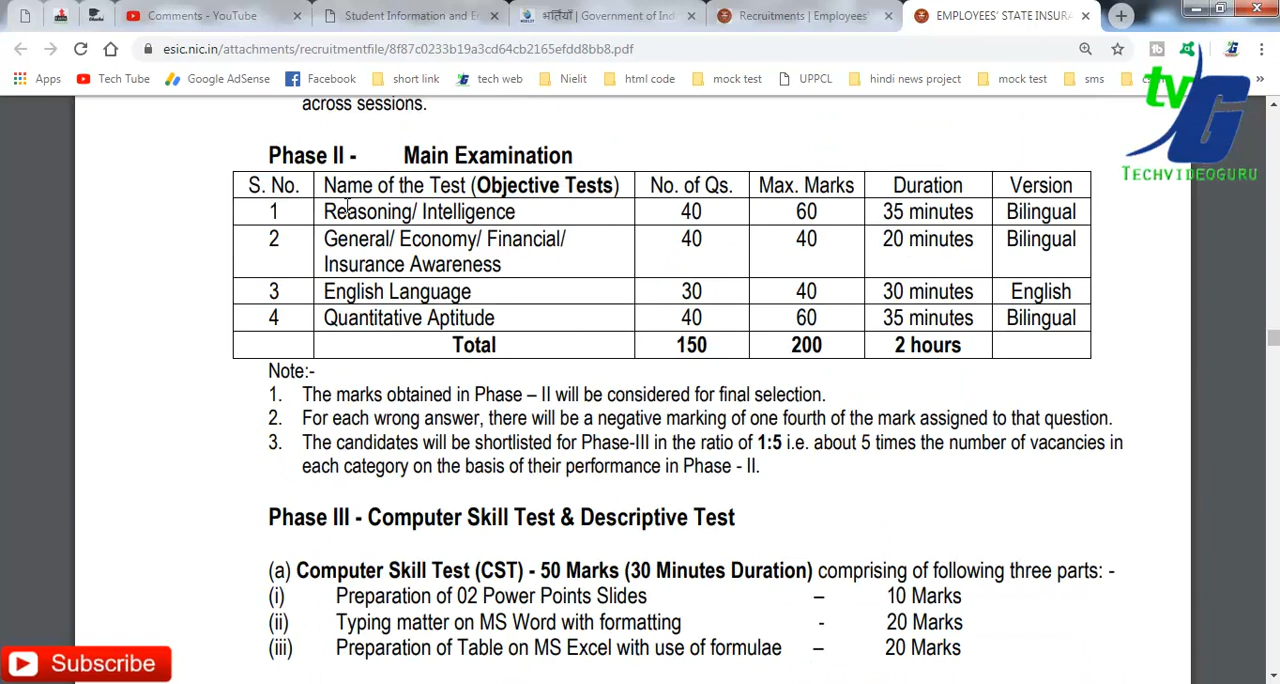 Comments - YouTube
Student Information and E
भर्तियाँ | Government of Ind
Recruitments | Employees'
EMPLOYEES' STATE INSURA
esic.nic.in/attachments/recruitmentfile/8f87c0233b19a3cd64cb2165efdd8bb8.pdf
Apps Tech Tube Google AdSense Facebook short link tech web Nielit html code mock test UPPCL hindi news project mock test sms
tvG
TECHVIDEOGURU
across sessions.
Phase II - Main Examination
S. No. Name of the Test (Objective Tests) No. of Qs. Max. Marks Duration Version
1 Reasoning/ Intelligence 40 60 35 minutes Bilingual
2 General/ Economy/ Financial/ 40 40 20 minutes Bilingual
Insurance Awareness
3 English Language 30 40 30 minutes English
4 Quantitative Aptitude 40 60 35 minutes Bilingual
Total 150 200 2 hours
Note:-
1. The marks obtained in Phase – II will be considered for final selection.
2. For each wrong answer, there will be a negative marking of one fourth of the mark assigned to that question.
3. The candidates will be shortlisted for Phase-III in the ratio of 1:5 i.e. about 5 times the number of vacancies in
each category on the basis of their performance in Phase - II.
Phase III - Computer Skill Test & Descriptive Test
(a) Computer Skill Test (CST) - 50 Marks (30 Minutes Duration) comprising of following three parts: -
(i) Preparation of 02 Power Points Slides – 10 Marks
(ii) Typing matter on MS Word with formatting - 20 Marks
(iii) Preparation of Table on MS Excel with use of formulae – 20 Marks
Subscribe